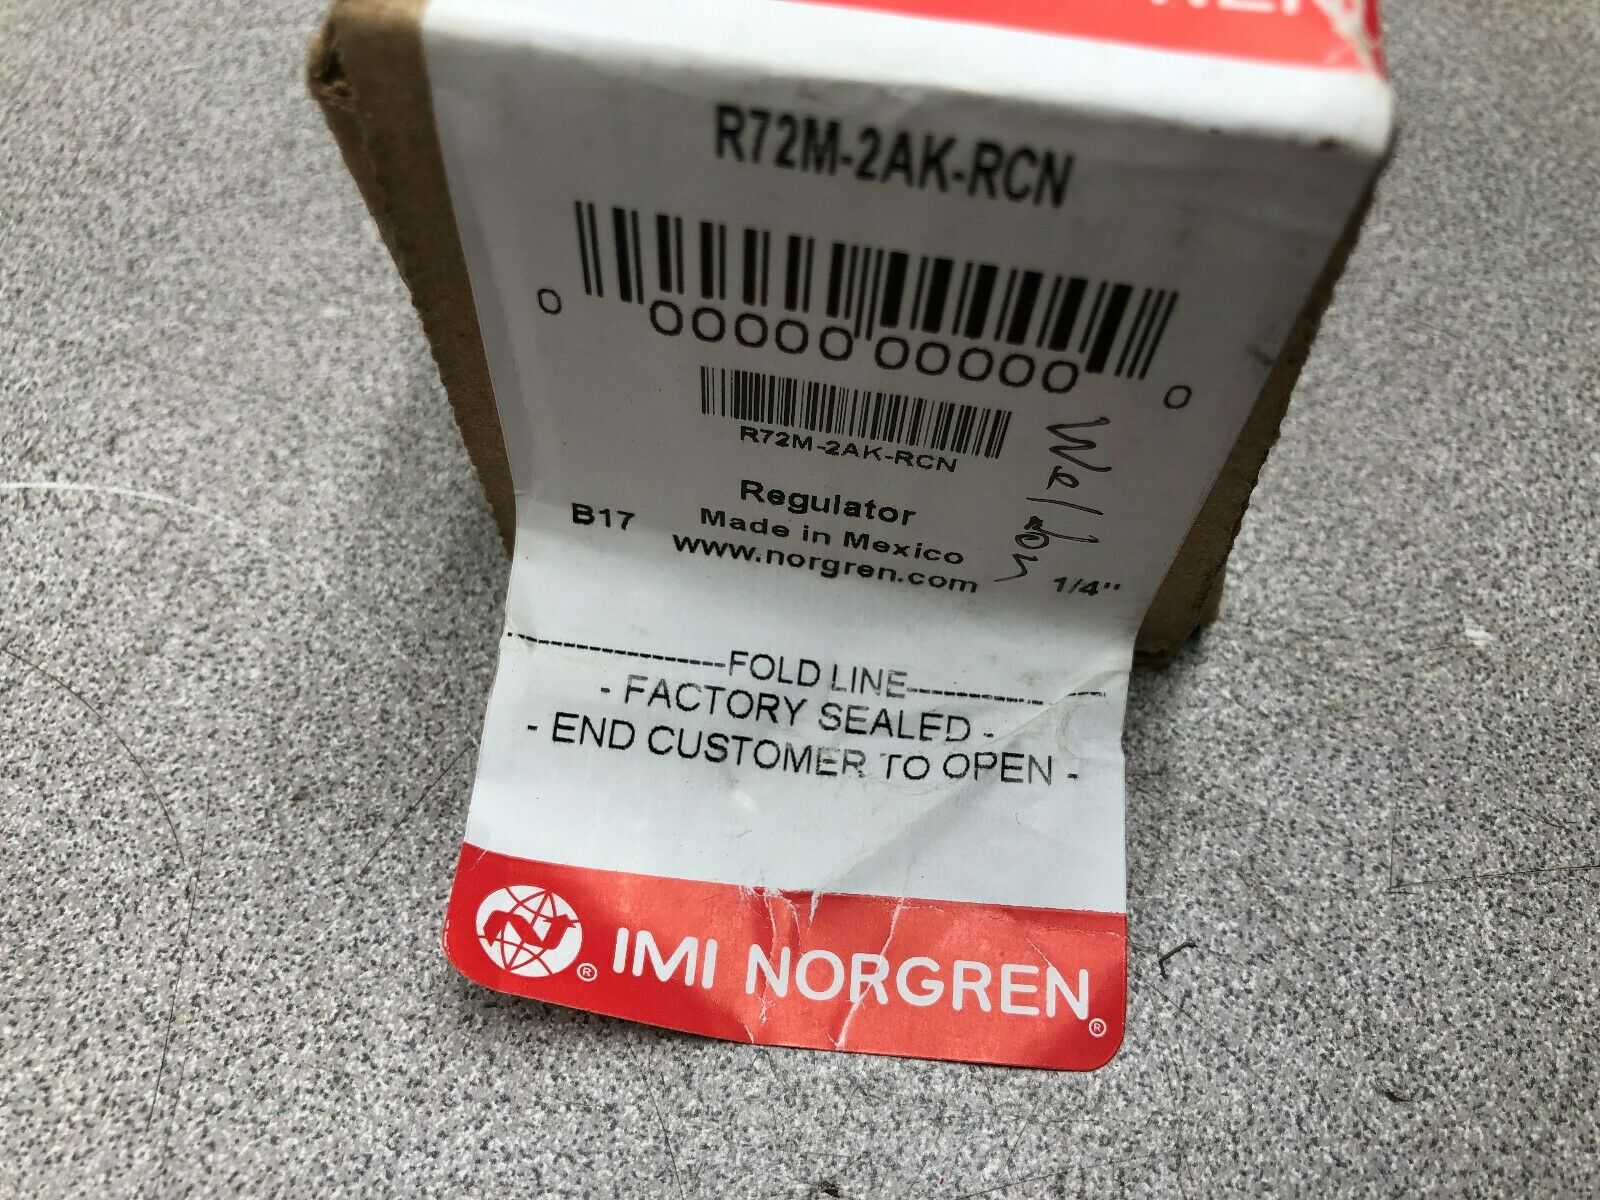 R72M-2AK-RCN
0 00000 00000 0
R72M-2AK-RCN
Regulator
B17 Made in Mexico
www.norgren.com 1/4"
----------------FOLD LINE----------------
- FACTORY SEALED -
- END CUSTOMER TO OPEN -
® IMI NORGREN®